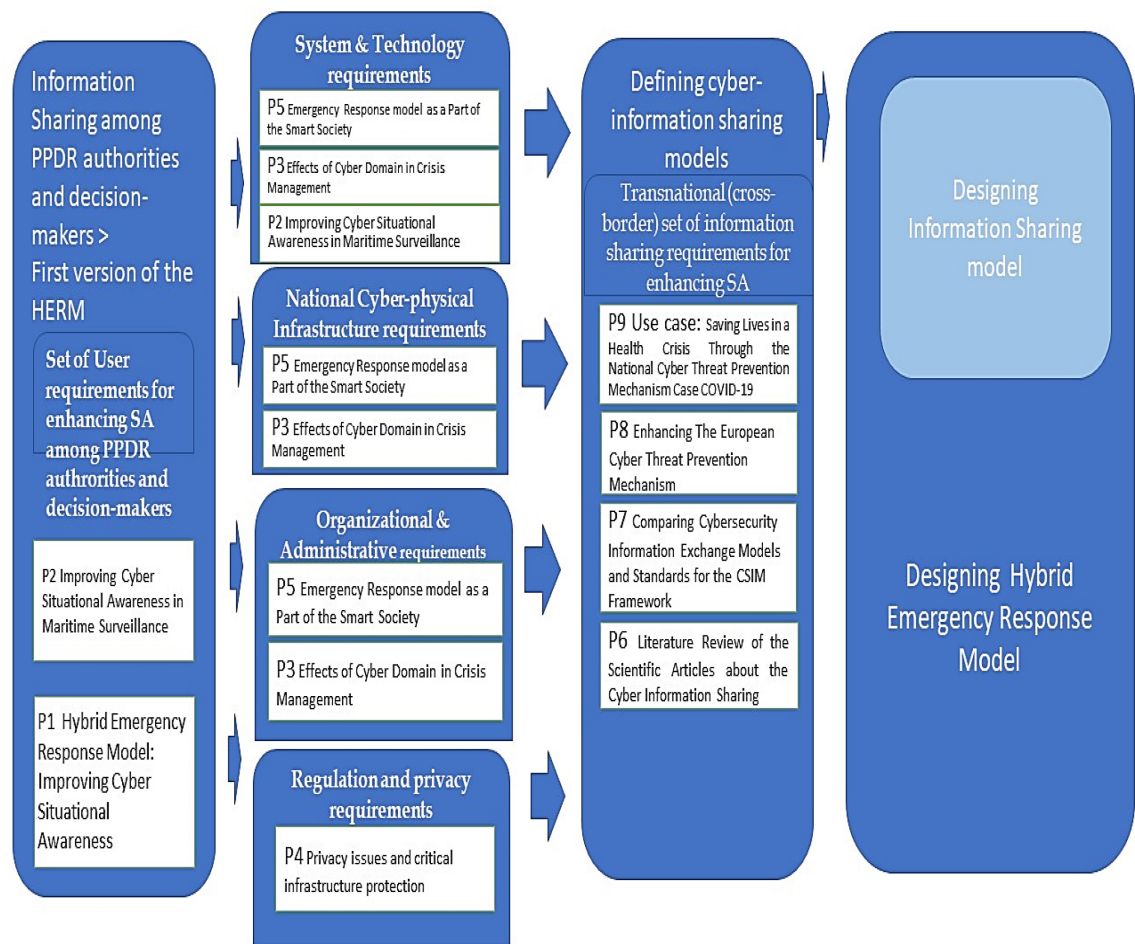 Information
Sharing among
PPDR authorities
and decision-
makers >
First version of the
HERM
Set of User
requirements for
enhancing SA
among PPDR
authrorities and
decision-makers
P2 Improving Cyber
Situational Awareness in
Maritime Surveillance
P1 Hybrid Emergency
Response Model:
Improving Cyber
Situational
Awareness
System & Technology
requirements
P5 Emergency Response model as a Part of
the Smart Society
P3 Effects of Cyber Domain in Crisis
Management
P2 Improving Cyber Situational
Awareness in Maritime Surveillance
National Cyber-physical
Infrastructure requirements
P5 Emergency Response model as a
Part of the Smart Society
P3 Effects of Cyber Domain in Crisis
Management
Organizational &
Administrative requirements
P5 Emergency Response model as a
Part of the Smart Society
P3 Effects of Cyber Domain in Crisis
Management
Regulation and privacy
requirements
P4 Privacy issues and critical
infrastructure protection
Defining cyber-
information sharing
models
Transnational (cross-
border) set of information
sharing requirements for
enhancing SA
P9 Use case: Saving Lives in a
Health Crisis Through the
National Cyber Threat Prevention
Mechanism Case COVID-19
P8 Enhancing The European
Cyber Threat Prevention
Mechanism
P7 Comparing Cybersecurity
Information Exchange Models
and Standards for the CSIM
Framework
P6 Literature Review of the
Scientific Articles about the
Cyber Information Sharing
Designing
Information Sharing
model
Designing Hybrid
Emergency Response
Model